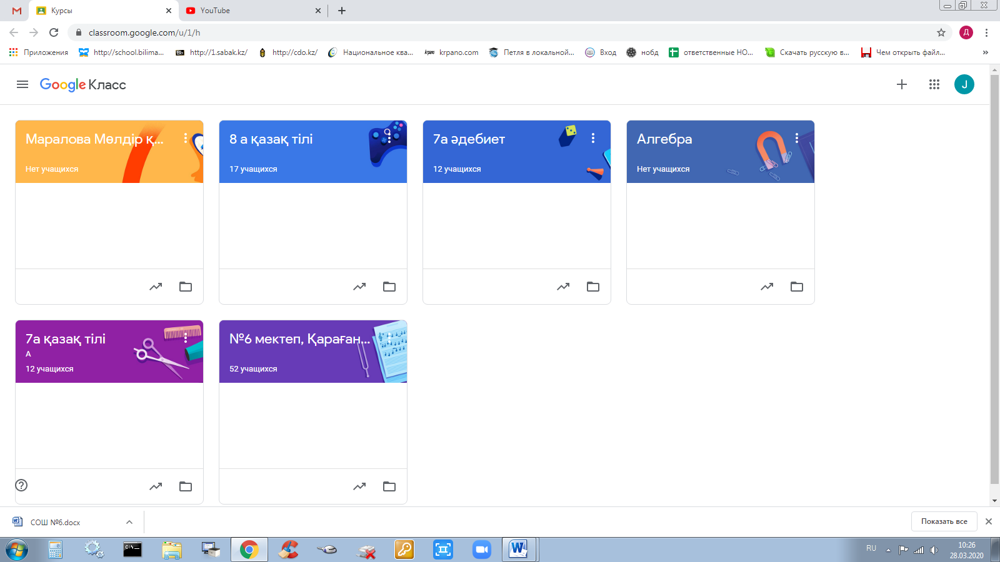 Курсы
YouTube
classroom.google.com/u/1/h
Д
Приложения
http://school.bilima...
http://1.sabak.kz/
http://cdo.kz/
Национальное ква...
krpano krpano.com
Петля в локальной...
Вход
нобд
ответственные НО...
Скачать русскую в...
Чем открыть файл...
Google Класс
J
Маралова Мөлдір қ...
Нет учащихся
8 а қазақ тілі
17 учащихся
7а әдебиет
12 учащихся
Алгебра
Нет учащихся
7а қазақ тілі
А
12 учащихся
№6 мектеп, Қараған...
52 учащихся
СОШ №6.docx
Показать все
C:\_
RU
10:26
28.03.2020